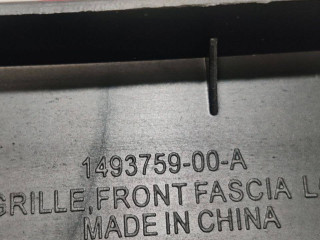 1493759-00-A
GRILLE, FRONT FASCIA
MADE IN CHINA